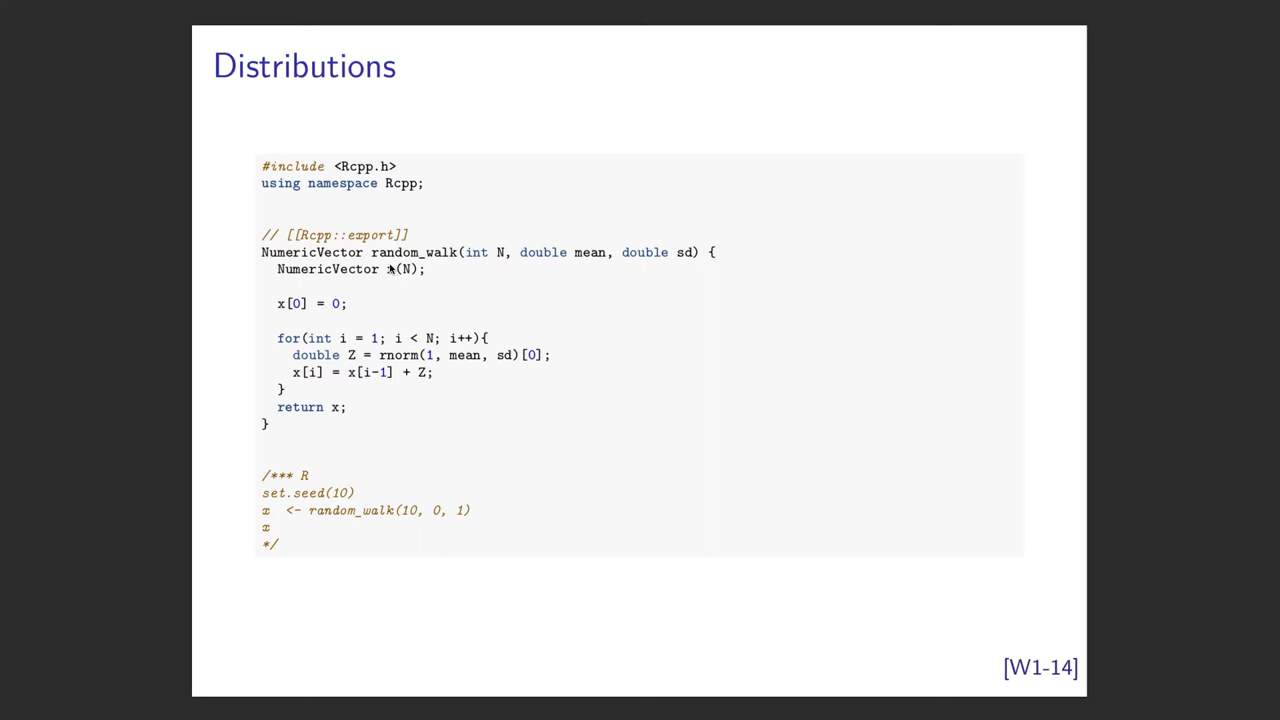 Distributions
#include <Rcpp.h>
using namespace Rcpp;
// [[Rcpp::export]]
NumericVector random_walk(int N, double mean, double sd) {
NumericVector x(N);
x[0] = 0;
for(int i = 1; i < N; i++){
double Z = rnorm(1, mean, sd)[0];
x[i] = x[i-1] + Z;
}
return x;
}
/*** R
set.seed(10)
x <- random_walk(10, 0, 1)
x
*/
[W1-14]